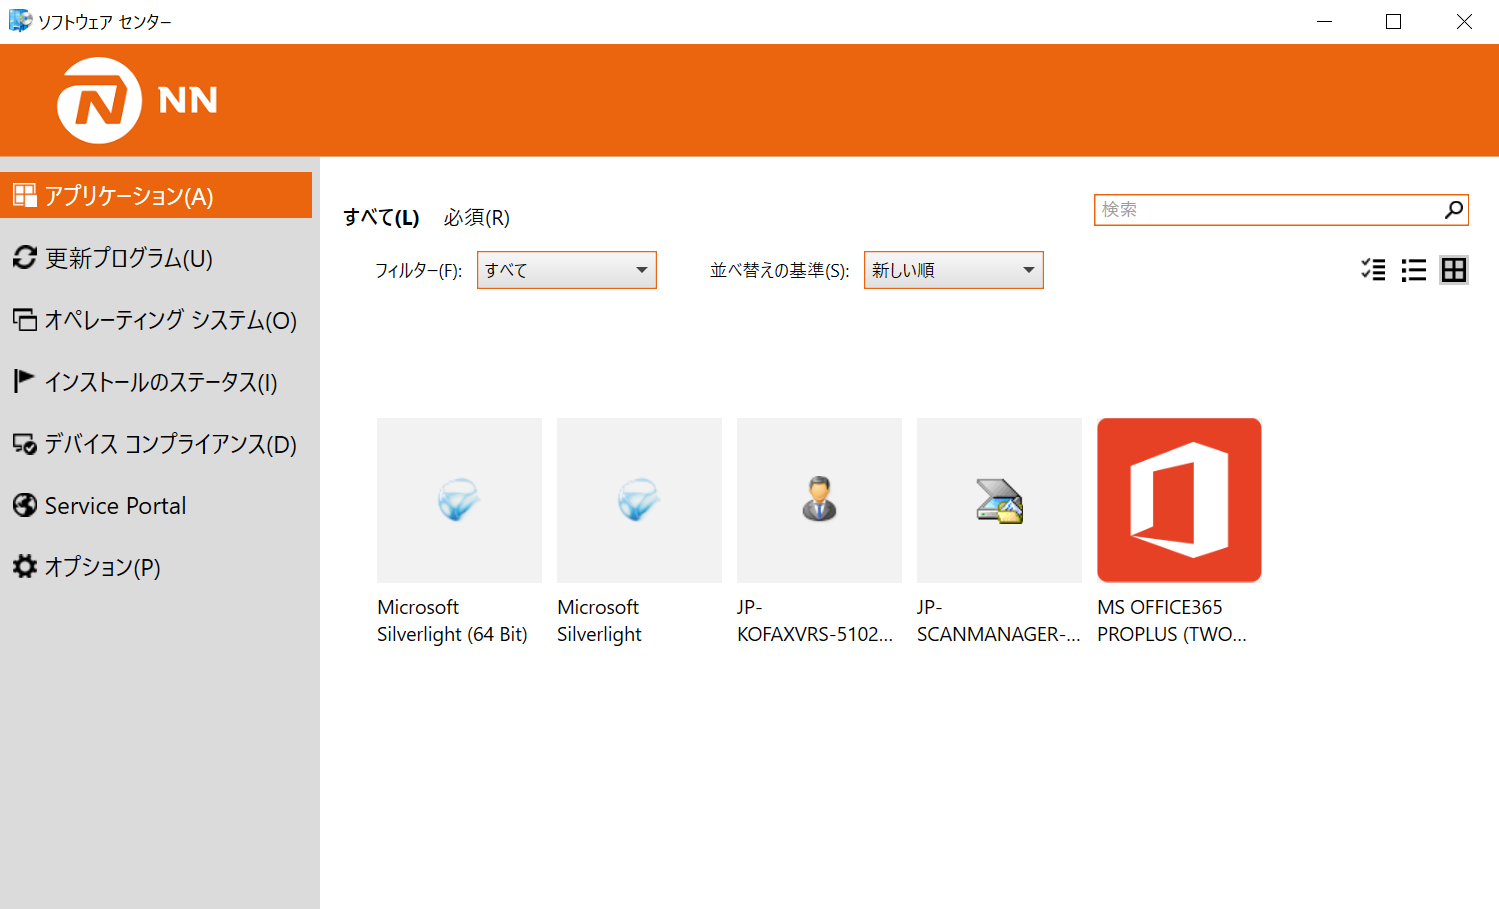 ソフトウェア センター
NN
アプリケーション(A)
更新プログラム(U)
オペレーティング システム(O)
インストールのステータス(I)
デバイス コンプライアンス(D)
Service Portal
オプション(P)
すべて(L) 必須(R)
検索
フィルター(F): すべて 並べ替えの基準(S): 新しい順
Microsoft
Silverlight (64 Bit)
Microsoft
Silverlight
JP-
KOFAXVRS-5102...
JP-
SCANMANAGER-...
MS OFFICE365
PROPLUS (TWO...